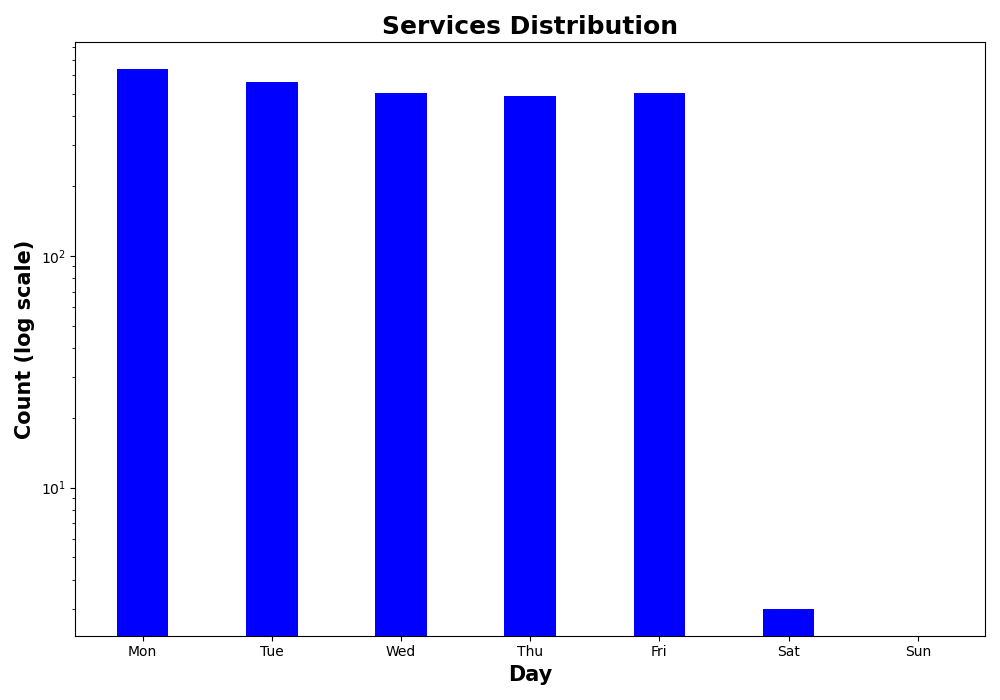 Services Distribution
Count (log scale)
10²
10¹
Mon Tue Wed Thu Fri Sat Sun
Day